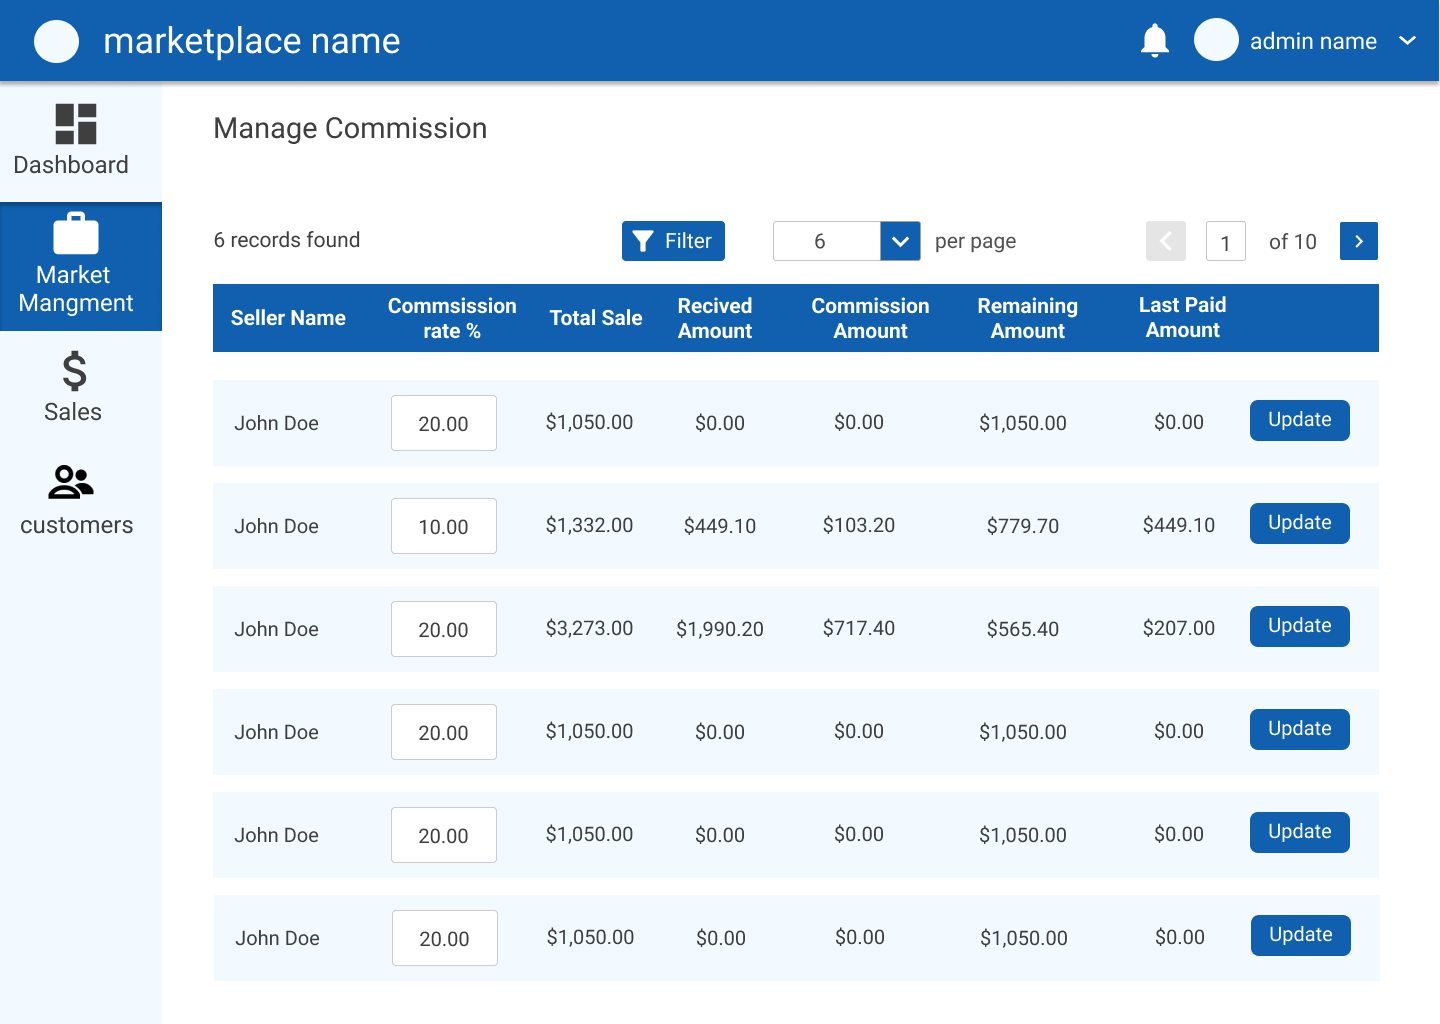 marketplace name
admin name
Dashboard
Market
Mangment
Sales
customers
Manage Commission
6 records found
Filter
6
per page
1
of 10
Seller Name
Commsission
rate %
Total Sale
Recived
Amount
Commission
Amount
Remaining
Amount
Last Paid
Amount
John Doe 20.00 $1,050.00 $0.00 $0.00 $1,050.00 $0.00 Update
John Doe 10.00 $1,332.00 $449.10 $103.20 $779.70 $449.10 Update
John Doe 20.00 $3,273.00 $1,990.20 $717.40 $565.40 $207.00 Update
John Doe 20.00 $1,050.00 $0.00 $0.00 $1,050.00 $0.00 Update
John Doe 20.00 $1,050.00 $0.00 $0.00 $1,050.00 $0.00 Update
John Doe 20.00 $1,050.00 $0.00 $0.00 $1,050.00 $0.00 Update